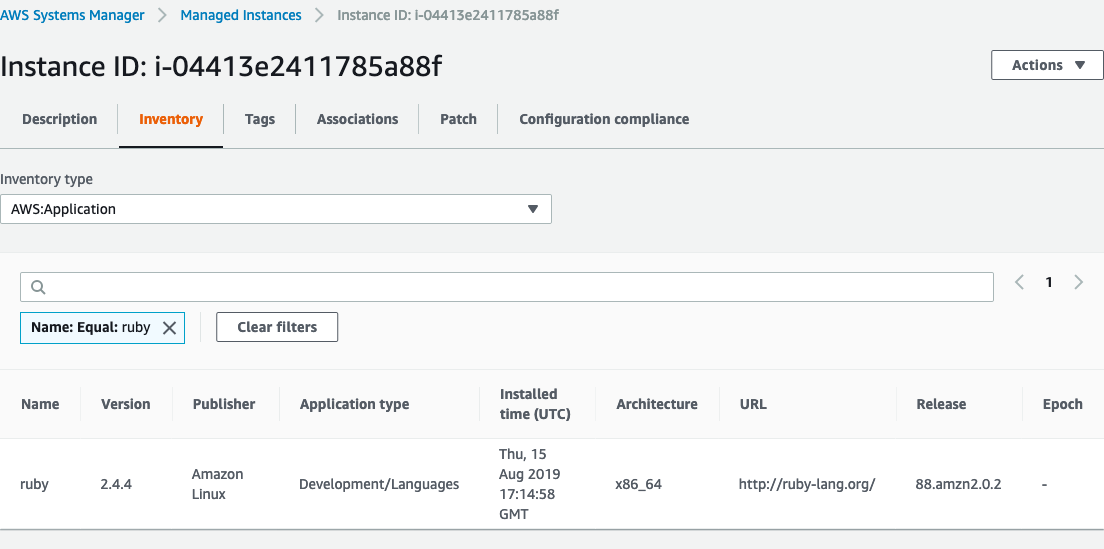 AWS Systems Manager > Managed Instances > Instance ID: i-04413e2411785a88f
Instance ID: i-04413e2411785a88f
Actions
Description Inventory Tags Associations Patch Configuration compliance
Inventory type
AWS:Application
1
Name: Equal: ruby Clear filters
Name Version Publisher Application type Installed time (UTC) Architecture URL Release Epoch
ruby 2.4.4 Amazon Linux Development/Languages Thu, 15 Aug 2019 17:14:58 GMT x86_64 http://ruby-lang.org/ 88.amzn2.0.2 -